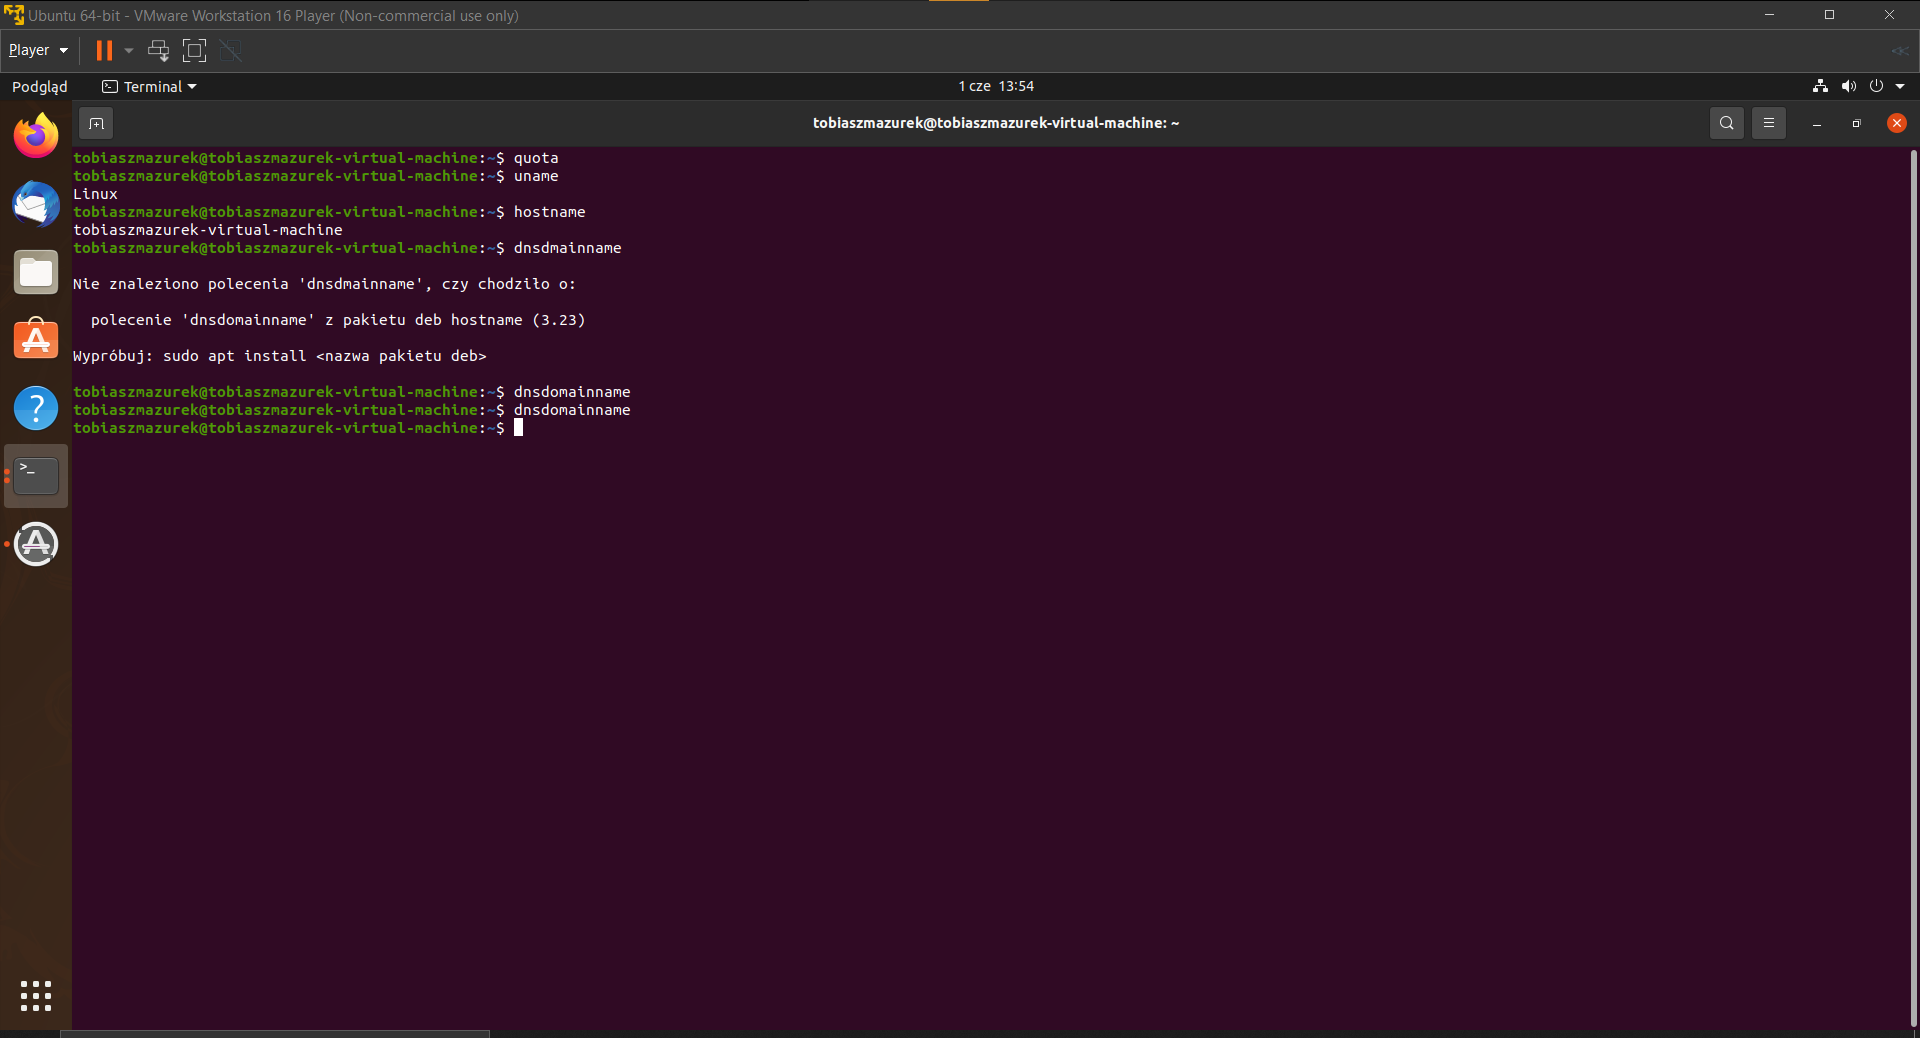 Ubuntu 64-bit - VMware Workstation 16 Player (Non-commercial use only)
Player
Podgląd Terminal 1 cze 13:54
tobiaszmazurek@tobiaszmazurek-virtual-machine: ~
tobiaszmazurek@tobiaszmazurek-virtual-machine:~$ quota
tobiaszmazurek@tobiaszmazurek-virtual-machine:~$ uname
Linux
tobiaszmazurek@tobiaszmazurek-virtual-machine:~$ hostname
tobiaszmazurek-virtual-machine
tobiaszmazurek@tobiaszmazurek-virtual-machine:~$ dnsdmainname
Nie znaleziono polecenia 'dnsdmainname', czy chodziło o:
polecenie 'dnsdomainname' z pakietu deb hostname (3.23)
Wypróbuj: sudo apt install <nazwa pakietu deb>
tobiaszmazurek@tobiaszmazurek-virtual-machine:~$ dnsdomainname
tobiaszmazurek@tobiaszmazurek-virtual-machine:~$ dnsdomainname
tobiaszmazurek@tobiaszmazurek-virtual-machine:~$